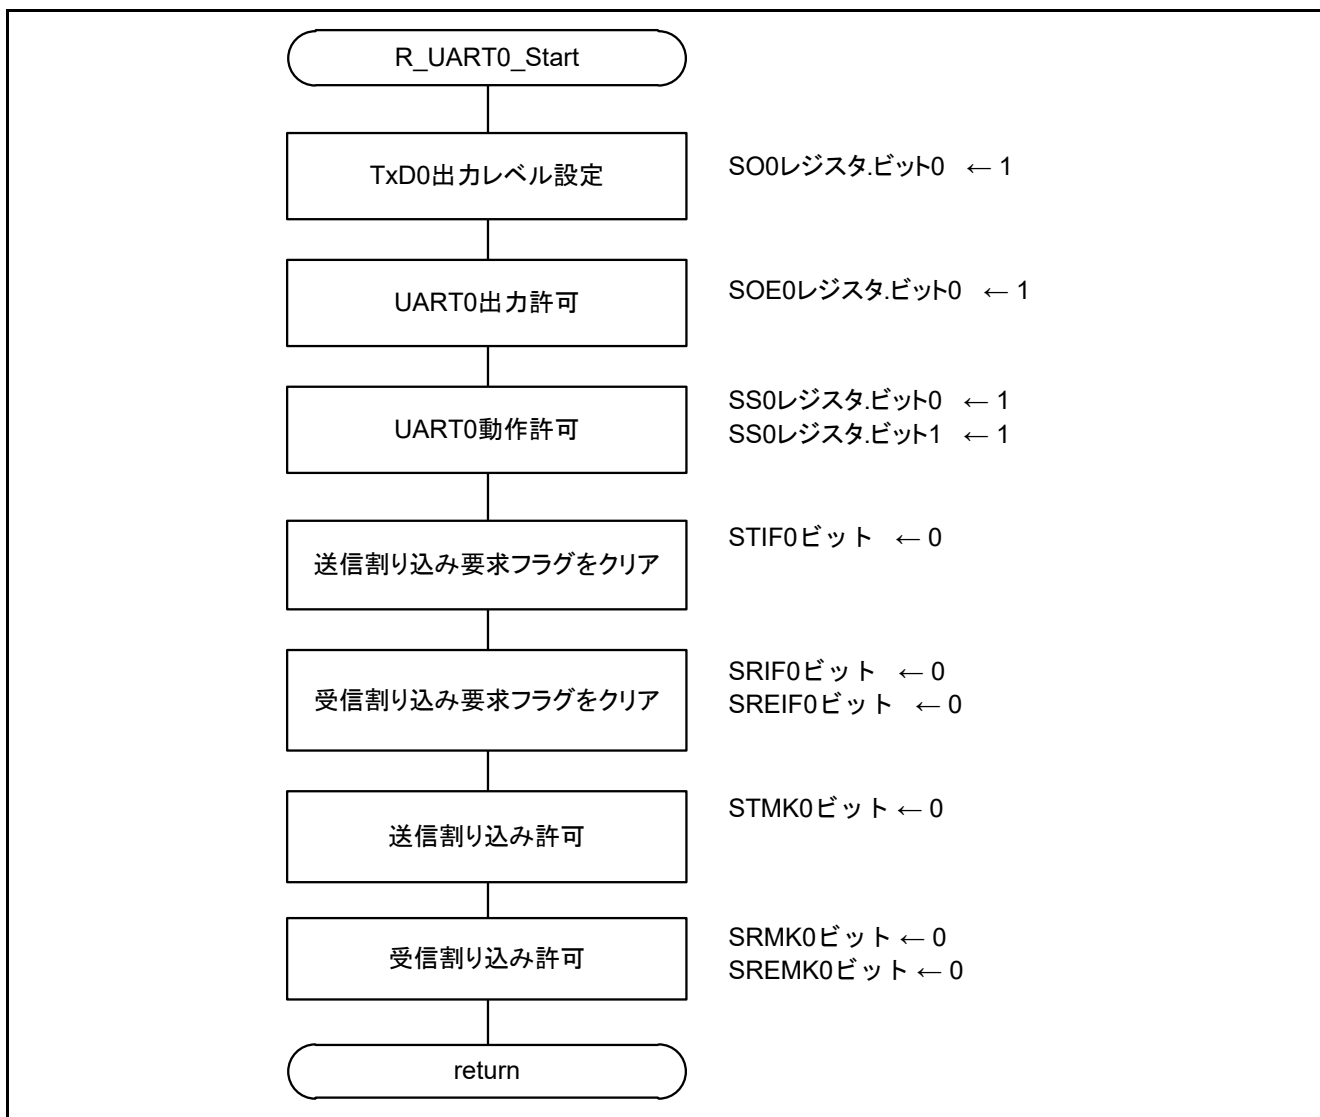 R_UART0_Start
TxD0出力レベル設定
SO0レジスタ.ビット0 ← 1
UART0出力許可
SOE0レジスタ.ビット0 ← 1
UART0動作許可
SS0レジスタ.ビット0 ← 1
SS0レジスタ.ビット1 ← 1
送信割り込み要求フラグをクリア
STIF0ビット ← 0
受信割り込み要求フラグをクリア
SRIF0ビット ← 0
SREIF0ビット ← 0
送信割り込み許可
STMK0ビット ← 0
受信割り込み許可
SRMK0ビット ← 0
SREMK0ビット ← 0
return